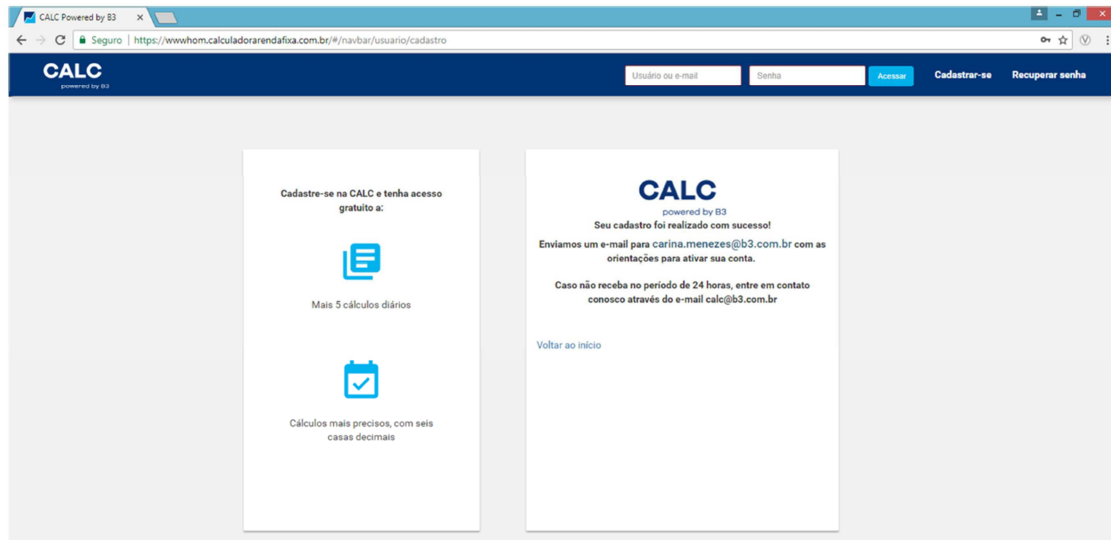 CALC Powered by B3
Seguro | https://wwwhom.calculadorarendafixa.com.br/#/navbar/usuario/cadastro
CALC
powered by B3
Usuário ou e-mail
Senha
Acessar
Cadastrar-se
Recuperar senha
Cadastre-se na CALC e tenha acesso
gratuito a:
Mais 5 cálculos diários
Cálculos mais precisos, com seis
casas decimais
CALC
powered by B3
Seu cadastro foi realizado com sucesso!
Enviamos um e-mail para carina.menezes@b3.com.br com as
orientações para ativar sua conta.
Caso não receba no período de 24 horas, entre em contato
conosco através do e-mail calc@b3.com.br
Voltar ao início